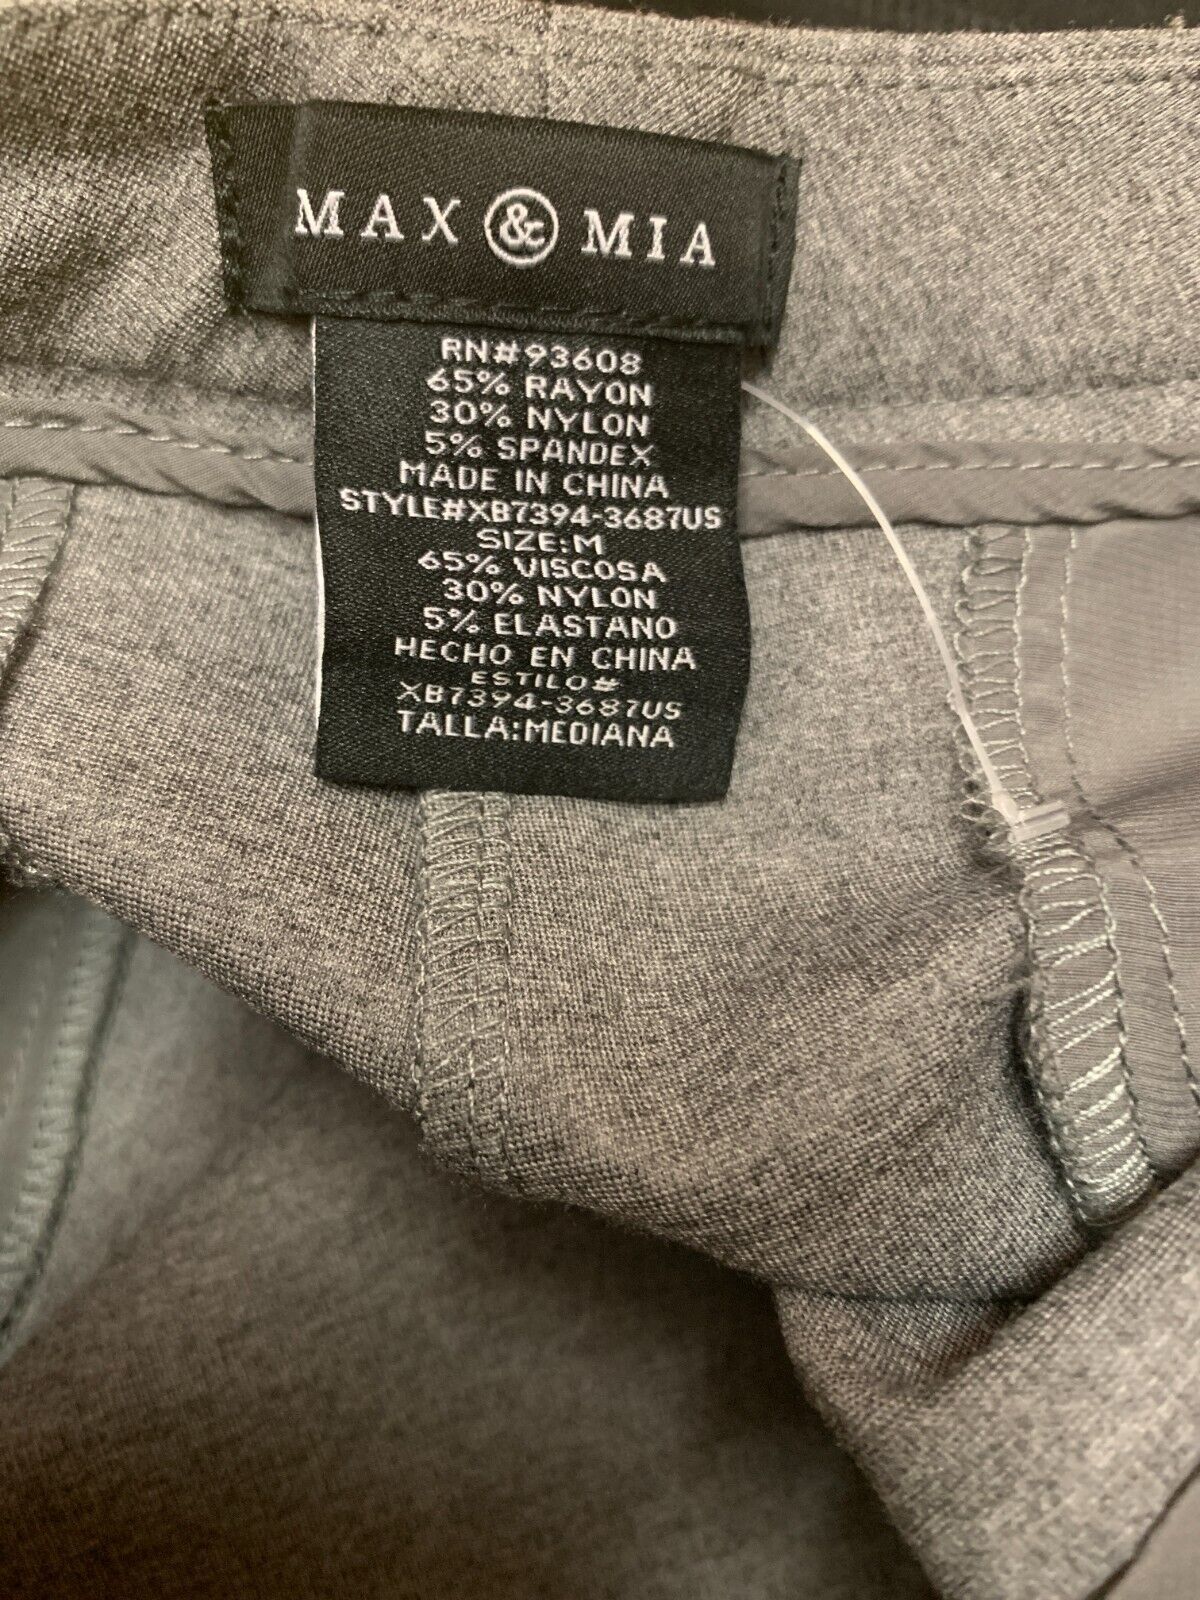 MAX & MIA
RN#93608
65% RAYON
30% NYLON
5% SPANDEX
MADE IN CHINA
STYLE#XB7394-3687US
SIZE:M
65% VISCOSA
30% NYLON
5% ELASTANO
HECHO EN CHINA
ESTILO#
XB7394-3687US
TALLA:MEDIANA